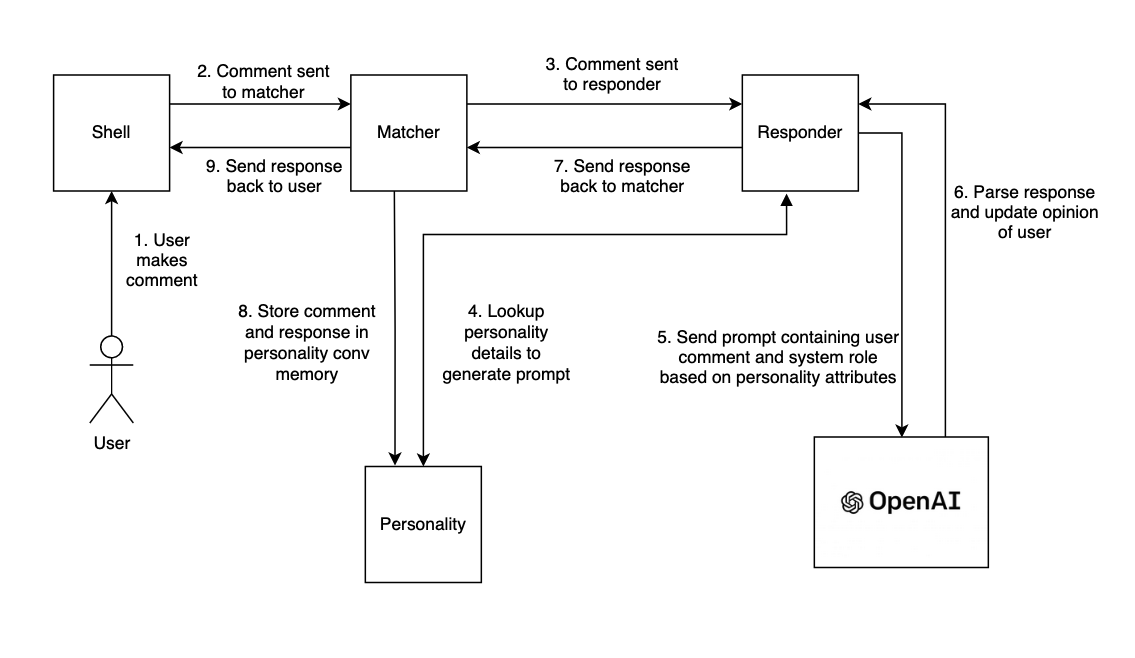 2. Comment sent
to matcher
3. Comment sent
to responder
Shell
Matcher
Responder
9. Send response
back to user
7. Send response
back to matcher
6. Parse response
and update opinion
of user
1. User
makes
comment
8. Store comment
and response in
personality conv
memory
4. Lookup
personality
details to
generate prompt
5. Send prompt containing user
comment and system role
based on personality attributes
User
Personality
OpenAI